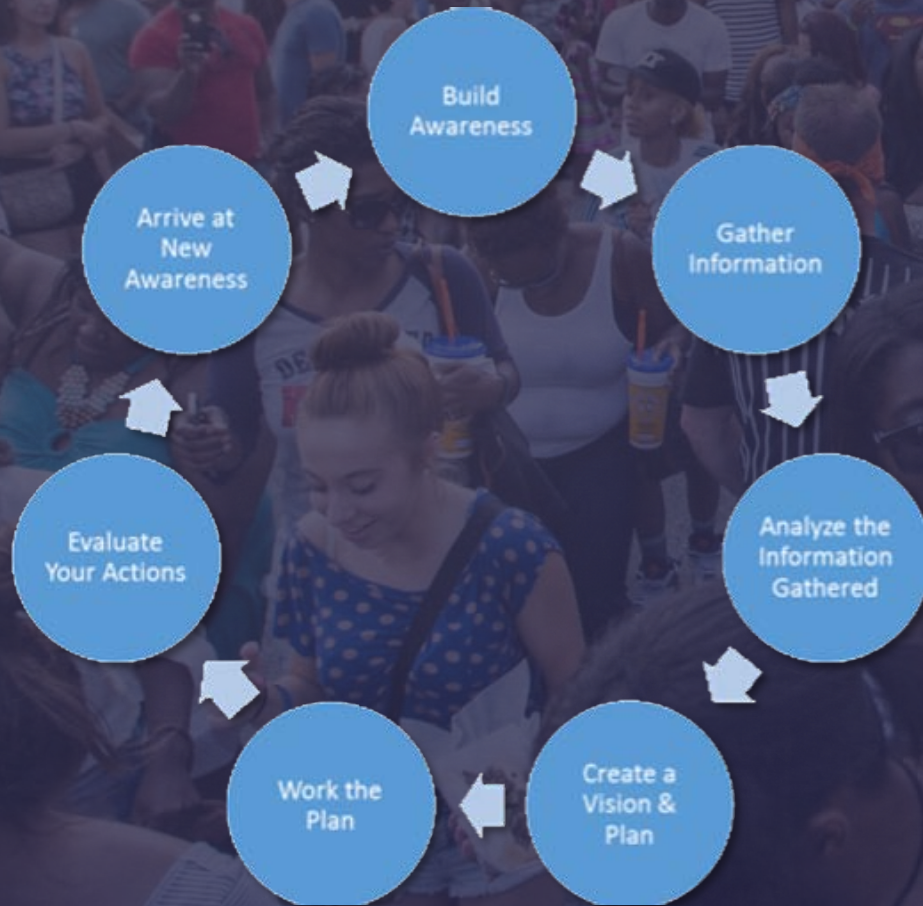 Build
Awareness
Gather
Information
Analyze the
Information
Gathered
Create a
Vision &
Plan
Work the
Plan
Evaluate
Your Actions
Arrive at
New
Awareness